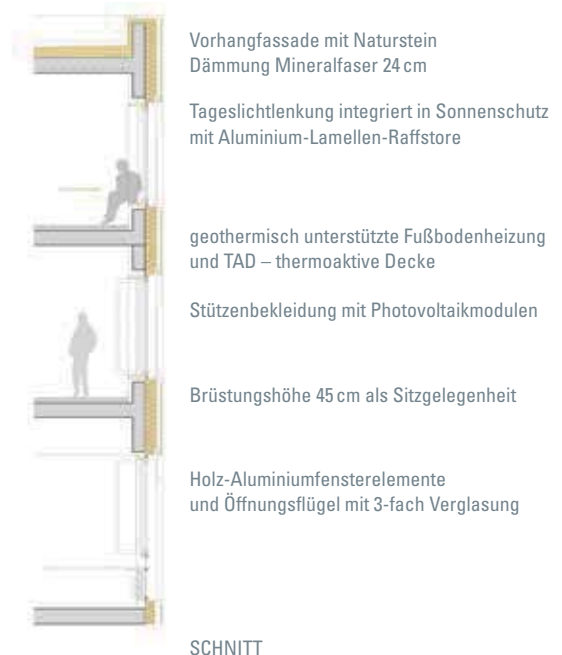 Vorhangfassade mit Naturstein
Dämmung Mineralfaser 24 cm
Tageslichtlenkung integriert in Sonnenschutz
mit Aluminium-Lamellen-Raffstore
geothermisch unterstützte Fußbodenheizung
und TAD – thermoaktive Decke
Stützenbekleidung mit Photovoltaikmodulen
Brüstungshöhe 45 cm als Sitzgelegenheit
Holz-Aluminiumfensterelemente
und Öffnungsflügel mit 3-fach Verglasung
SCHNITT